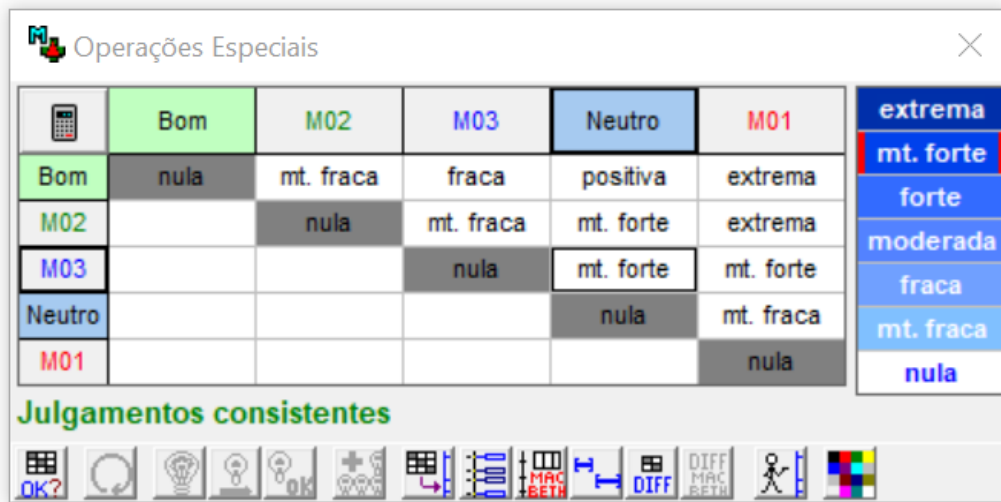 Operações Especiais
Bom M02 M03 Neutro M01
Bom nula mt. fraca fraca positiva extrema
M02 nula mt. fraca mt. forte extrema
M03 nula mt. forte mt. forte
Neutro nula mt. fraca
M01 nula
extrema
mt. forte
forte
moderada
fraca
mt. fraca
nula
Julgamentos consistentes
OK? OK MAC BETH DIFF DIFF MAC BETH